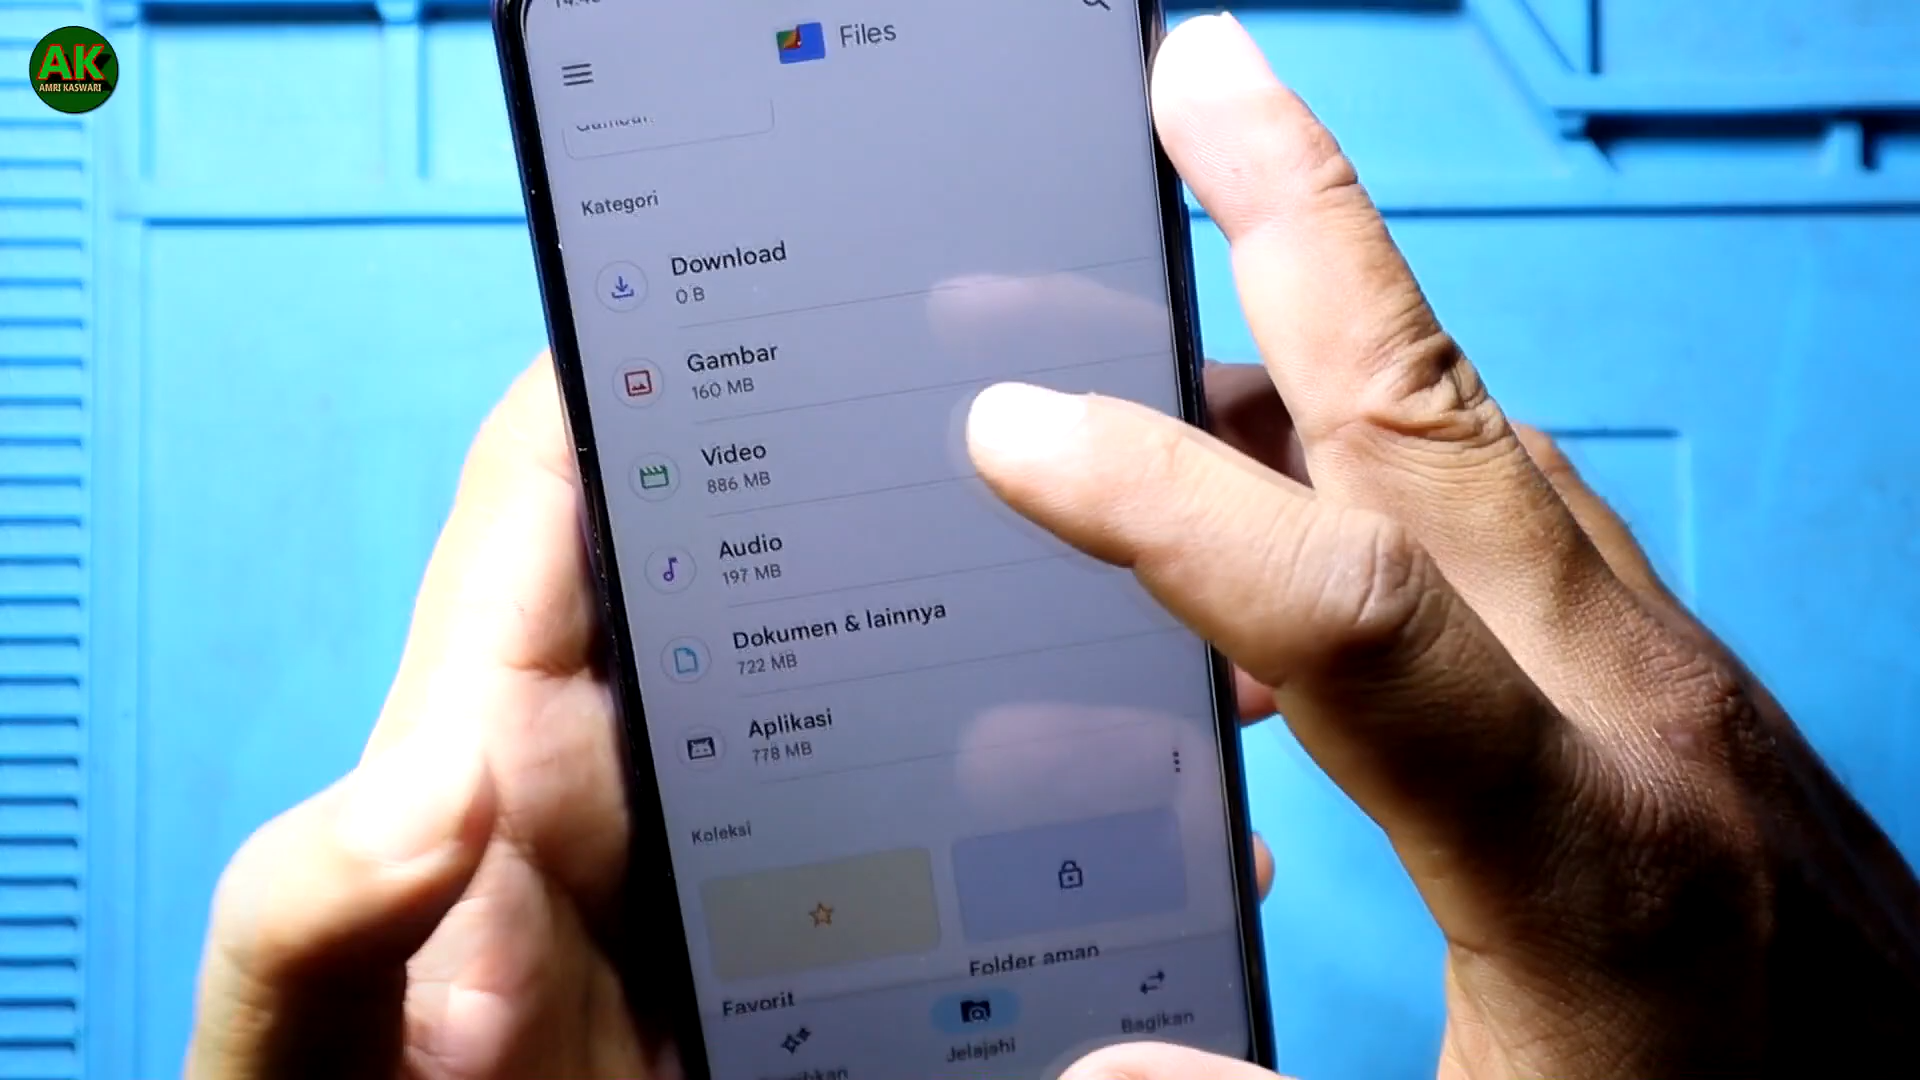 AK
AMRI KASWARI
Files
Kategori
Download
0 B
Gambar
160 MB
Video
886 MB
Audio
197 MB
Dokumen & lainnya
722 MB
Aplikasi
778 MB
Koleksi
Favorit
Folder aman
Jelajahi
Bagikan